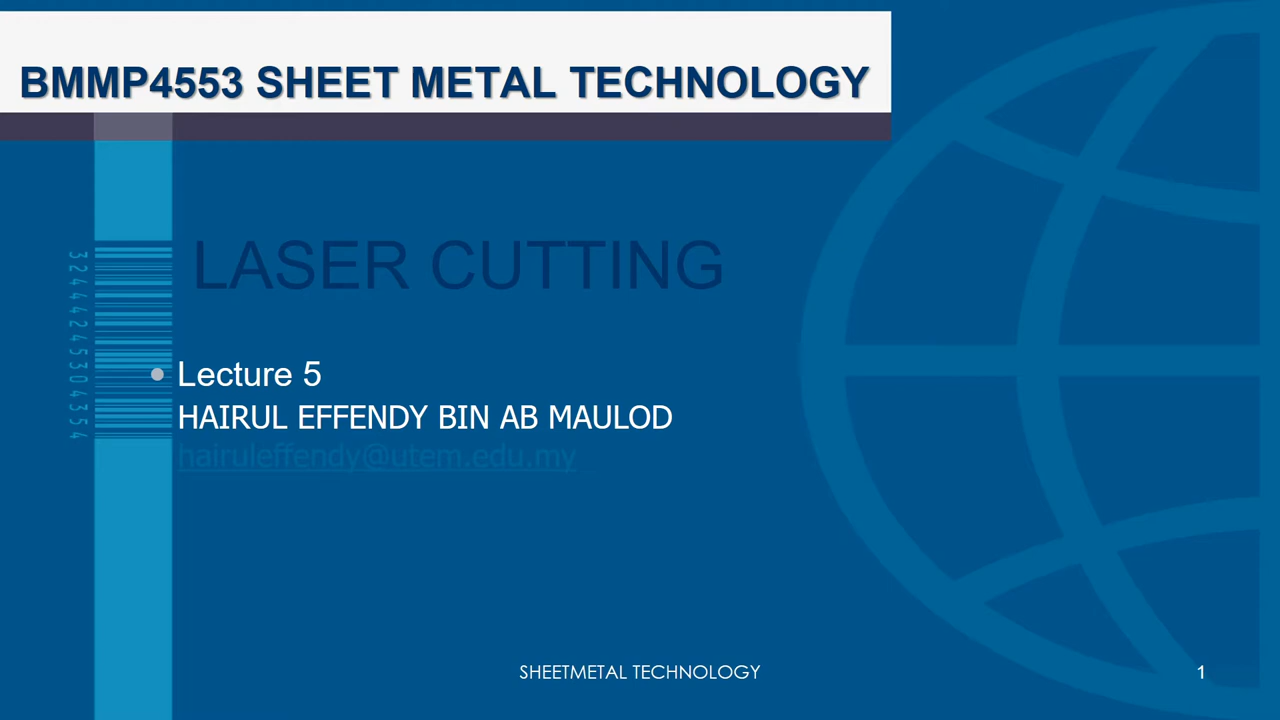 BMMP4553 SHEET METAL TECHNOLOGY
LASER CUTTING
32444245304354
Lecture 5
HAIRUL EFFENDY BIN AB MAULOD
hairuleffendy@utem.edu.my
SHEETMETAL TECHNOLOGY
1